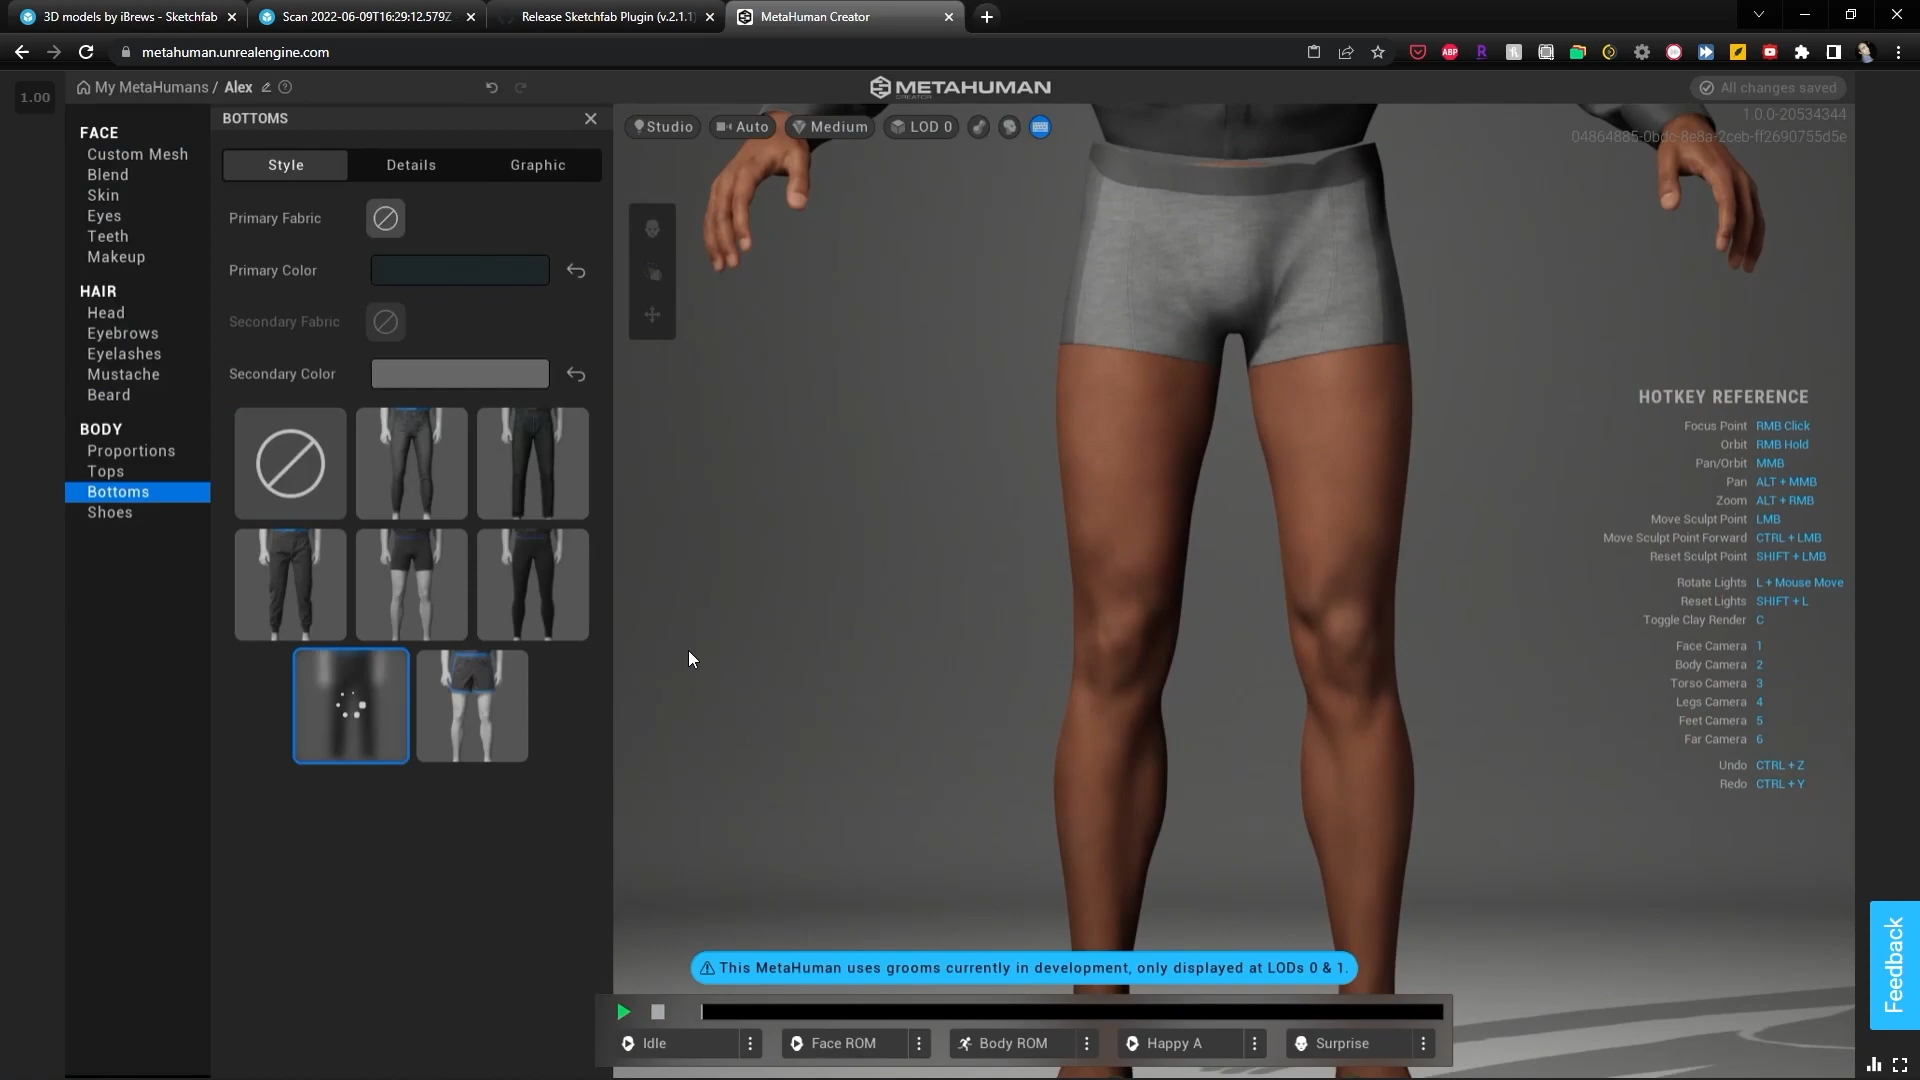 3D models by iBrews - Sketchfab
Scan 2022-06-09T16:29:12.579Z
Release Sketchfab Plugin (v.2.1.1)
MetaHuman Creator
metahuman.unrealengine.com
ABP
R
1.00
My MetaHumans / Alex
METAHUMAN
CREATOR
All changes saved
1.0.0-20534344
04864885-0bdc-8e8a-2ceb-ff2690755d5e
FACE
Custom Mesh
Blend
Skin
Eyes
Teeth
Makeup
HAIR
Head
Eyebrows
Eyelashes
Mustache
Beard
BODY
Proportions
Tops
Bottoms
Shoes
BOTTOMS
Style
Details
Graphic
Primary Fabric
Primary Color
Secondary Fabric
Secondary Color
Studio
Auto
Medium
LOD 0
HOTKEY REFERENCE
Focus Point RMB Click
Orbit RMB Hold
Pan/Orbit MMB
Pan ALT + MMB
Zoom ALT + RMB
Move Sculpt Point LMB
Move Sculpt Point Forward CTRL + LMB
Reset Sculpt Point SHIFT + LMB
Rotate Lights L + Mouse Move
Reset Lights SHIFT + L
Toggle Clay Render C
Face Camera 1
Body Camera 2
Torso Camera 3
Legs Camera 4
Feet Camera 5
Far Camera 6
Undo CTRL + Z
Redo CTRL + Y
Feedback
This MetaHuman uses grooms currently in development, only displayed at LODs 0 & 1.
Idle
Face ROM
Body ROM
Happy A
Surprise